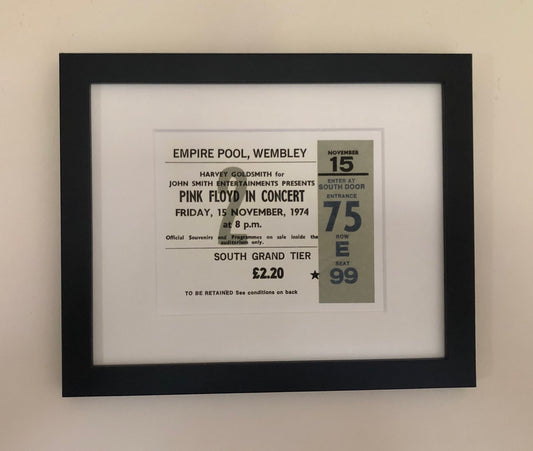 EMPIRE POOL, WEMBLEY
HARVEY GOLDSMITH for
JOHN SMITH ENTERTAINMENTS PRESENTS
PINK FLOYD IN CONCERT
FRIDAY, 15 NOVEMBER, 1974
at 8 p.m.
2
Official Souvenirs and Programmes on sale inside the
auditorium only.
SOUTH GRAND TIER
£2.20 ★
TO BE RETAINED See conditions on back
NOVEMBER
15
ENTER AT
SOUTH DOOR
ENTRANCE
75
ROW
E
SEAT
99